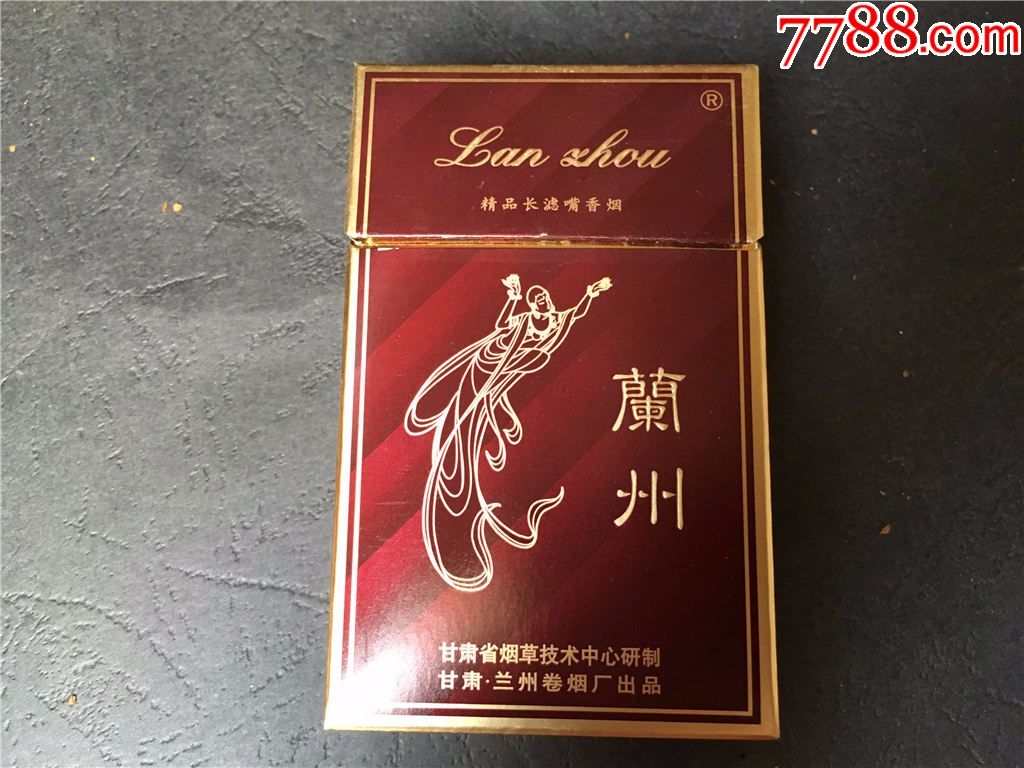 7788.com
®
Lan zhou
精品长滤嘴香烟
蘭
州
甘肃省烟草技术中心研制
甘肃·兰州卷烟厂出品